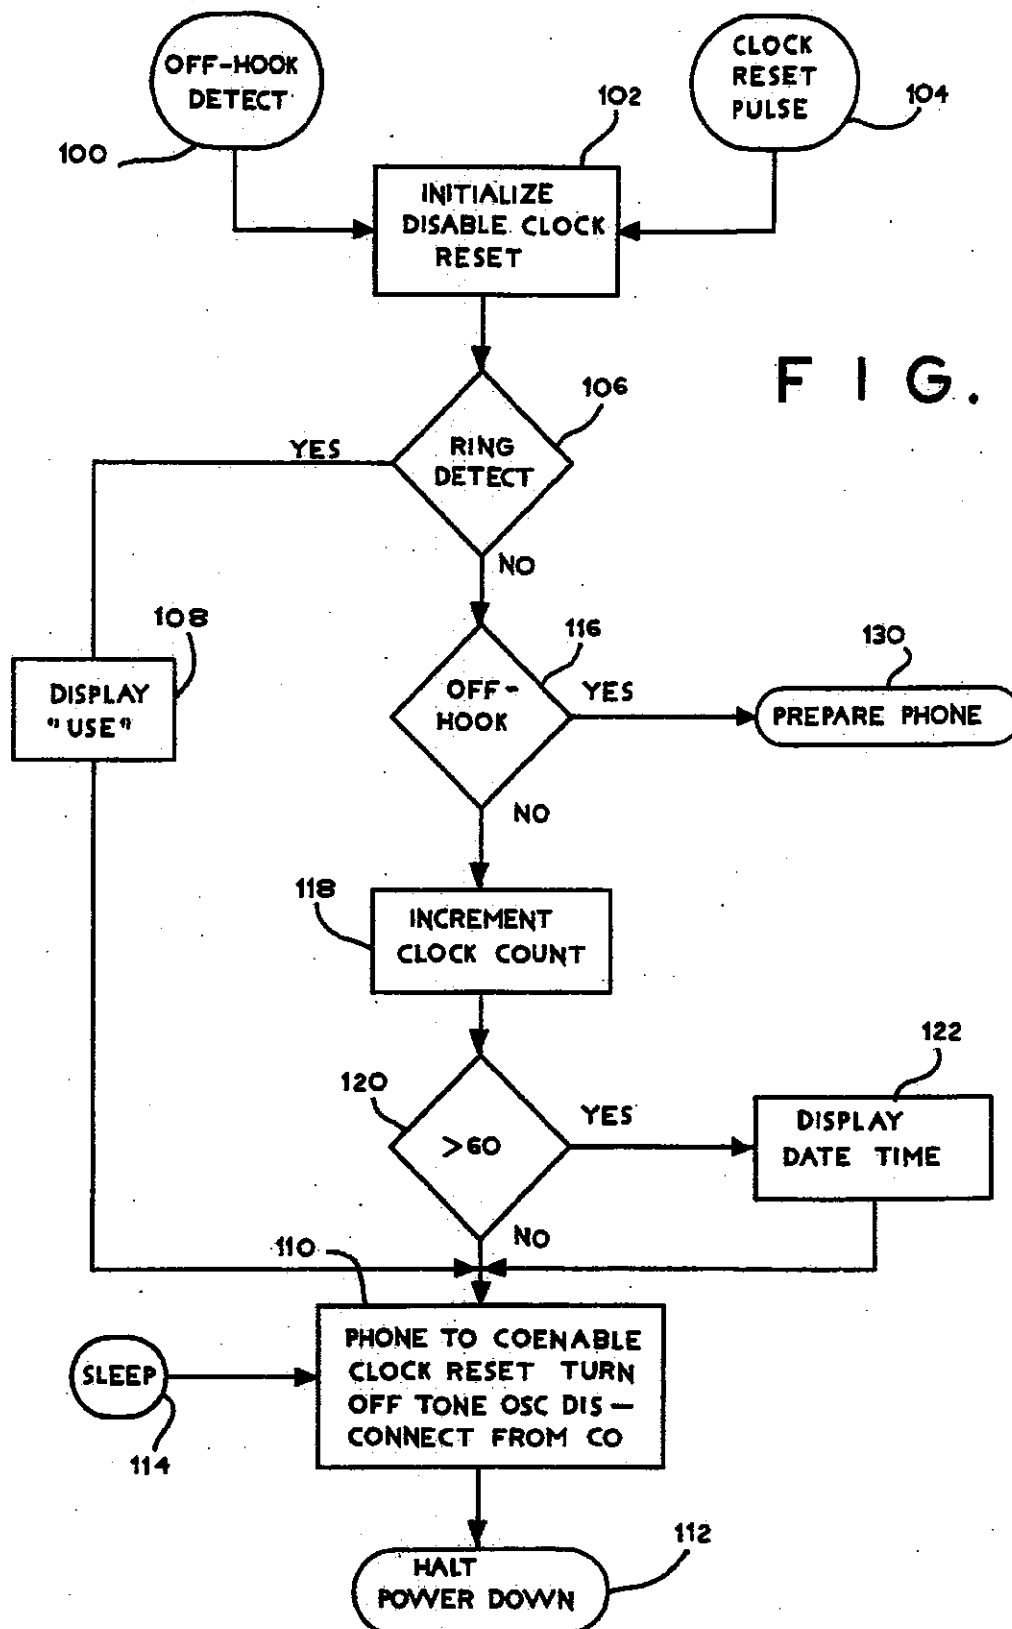 OFF-HOOK
DETECT
100
CLOCK
RESET
PULSE
104
102
INITIALIZE
DISABLE CLOCK
RESET
F I G.
106
RING
DETECT
YES
NO
108
DISPLAY
"USE"
116
OFF-
HOOK
YES
130
PREPARE PHONE
NO
118
INCREMENT
CLOCK COUNT
120
>60
YES
122
DISPLAY
DATE TIME
NO
110
PHONE TO COENABLE
CLOCK RESET TURN
OFF TONE OSC DIS-
CONNECT FROM CO
SLEEP
114
HALT
POWER DOWN
112